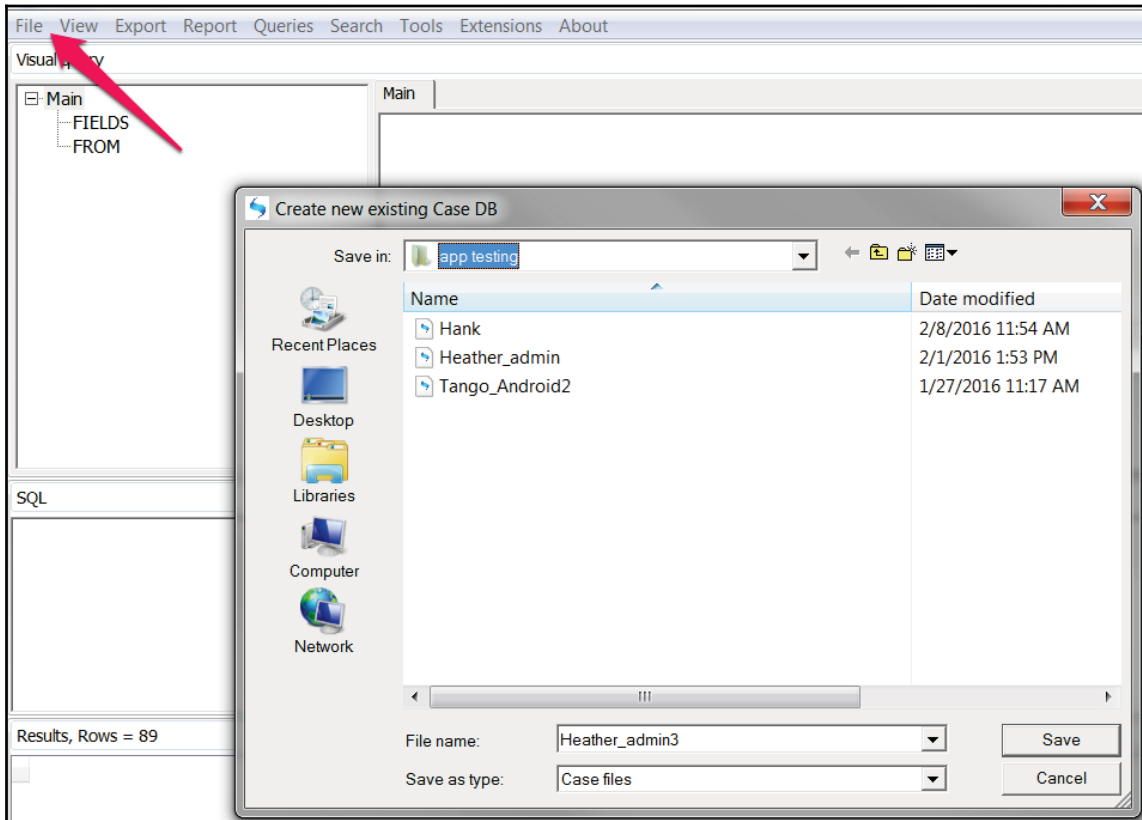 File View Export Report Queries Search Tools Extensions About
Visual query
Main
FIELDS
FROM
Main
Create new existing Case DB
Save in: app testing
Name Date modified
Hank 2/8/2016 11:54 AM
Heather_admin 2/1/2016 1:53 PM
Tango_Android2 1/27/2016 11:17 AM
Recent Places
Desktop
Libraries
Computer
Network
SQL
Results, Rows = 89
File name: Heather_admin3 Save
Save as type: Case files Cancel